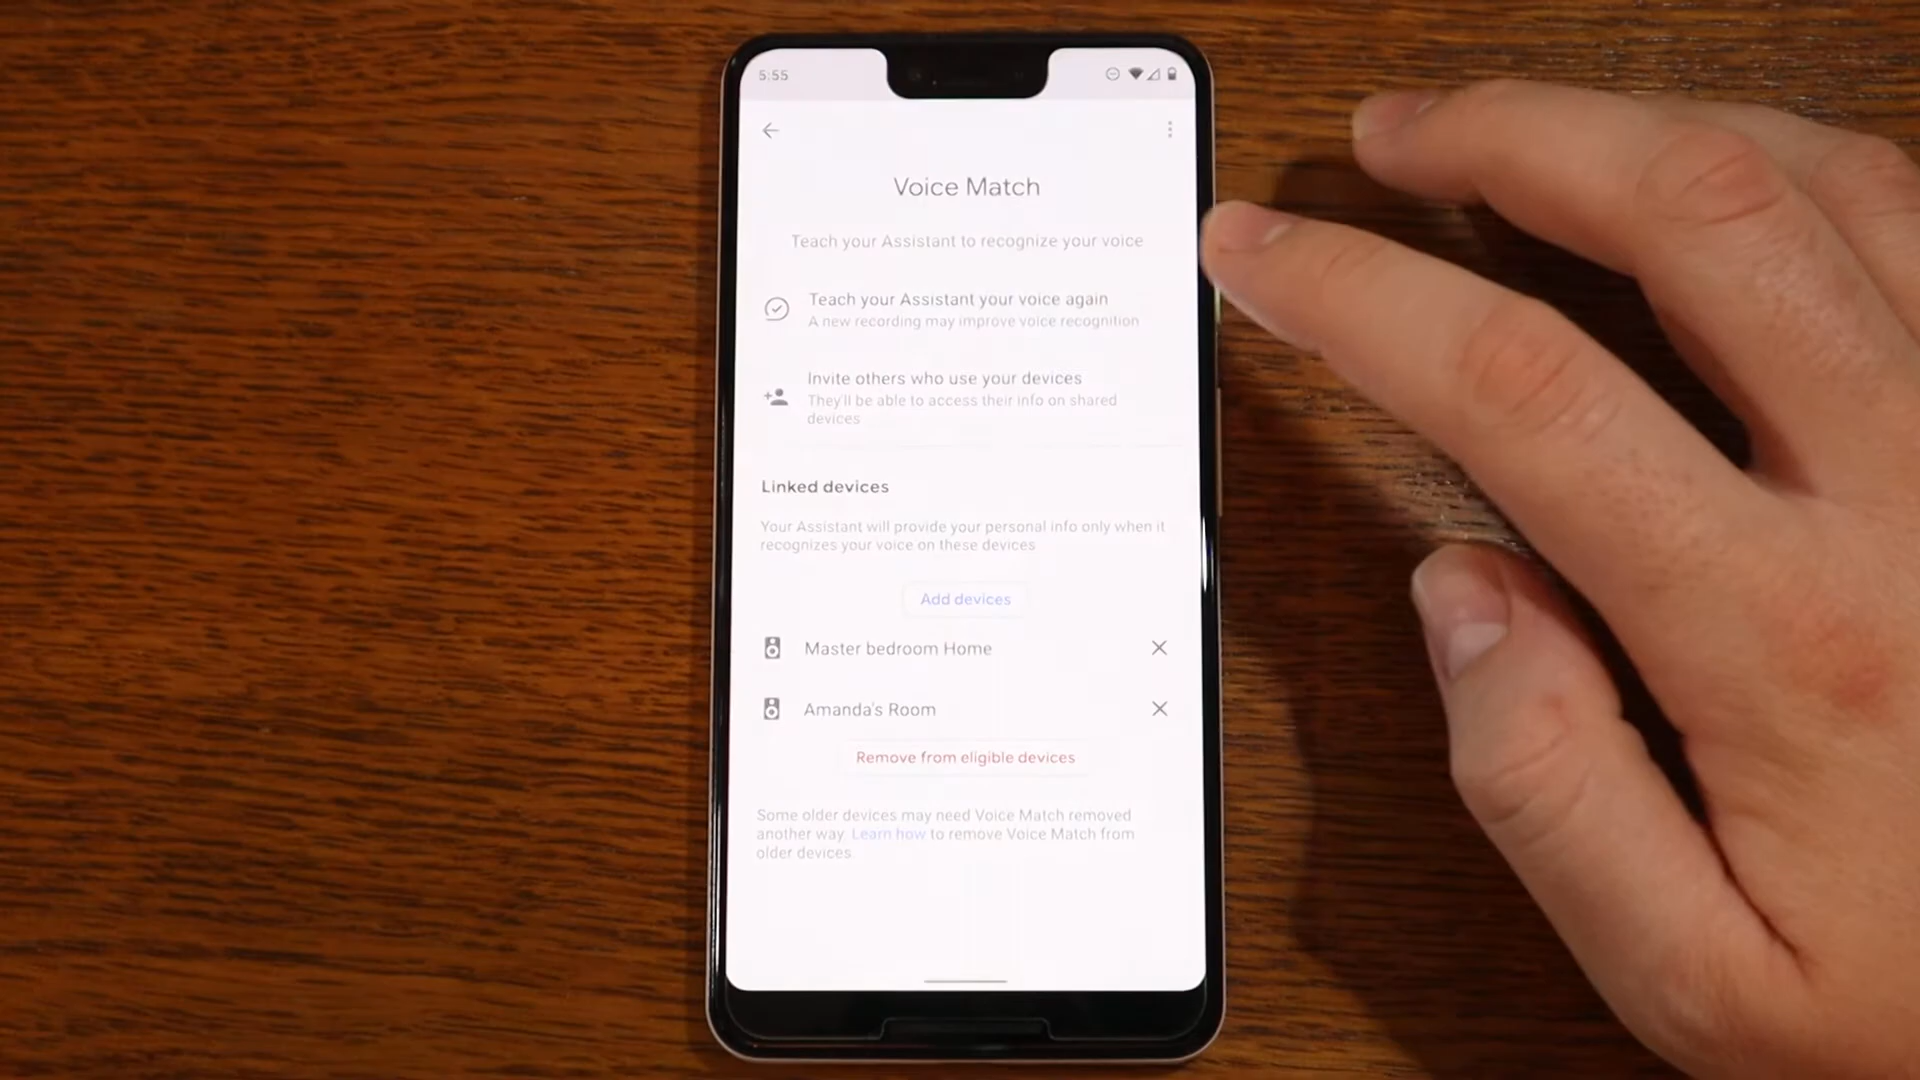 5:55
Voice Match
Teach your Assistant to recognize your voice
Teach your Assistant your voice again
A new recording may improve voice recognition
Invite others who use your devices
They'll be able to access their info on shared
devices
Linked devices
Your Assistant will provide your personal info only when it
recognizes your voice on these devices
Add devices
Master bedroom Home
Amanda's Room
Remove from eligible devices
Some older devices may need Voice Match removed
another way. Learn how to remove Voice Match from
older devices